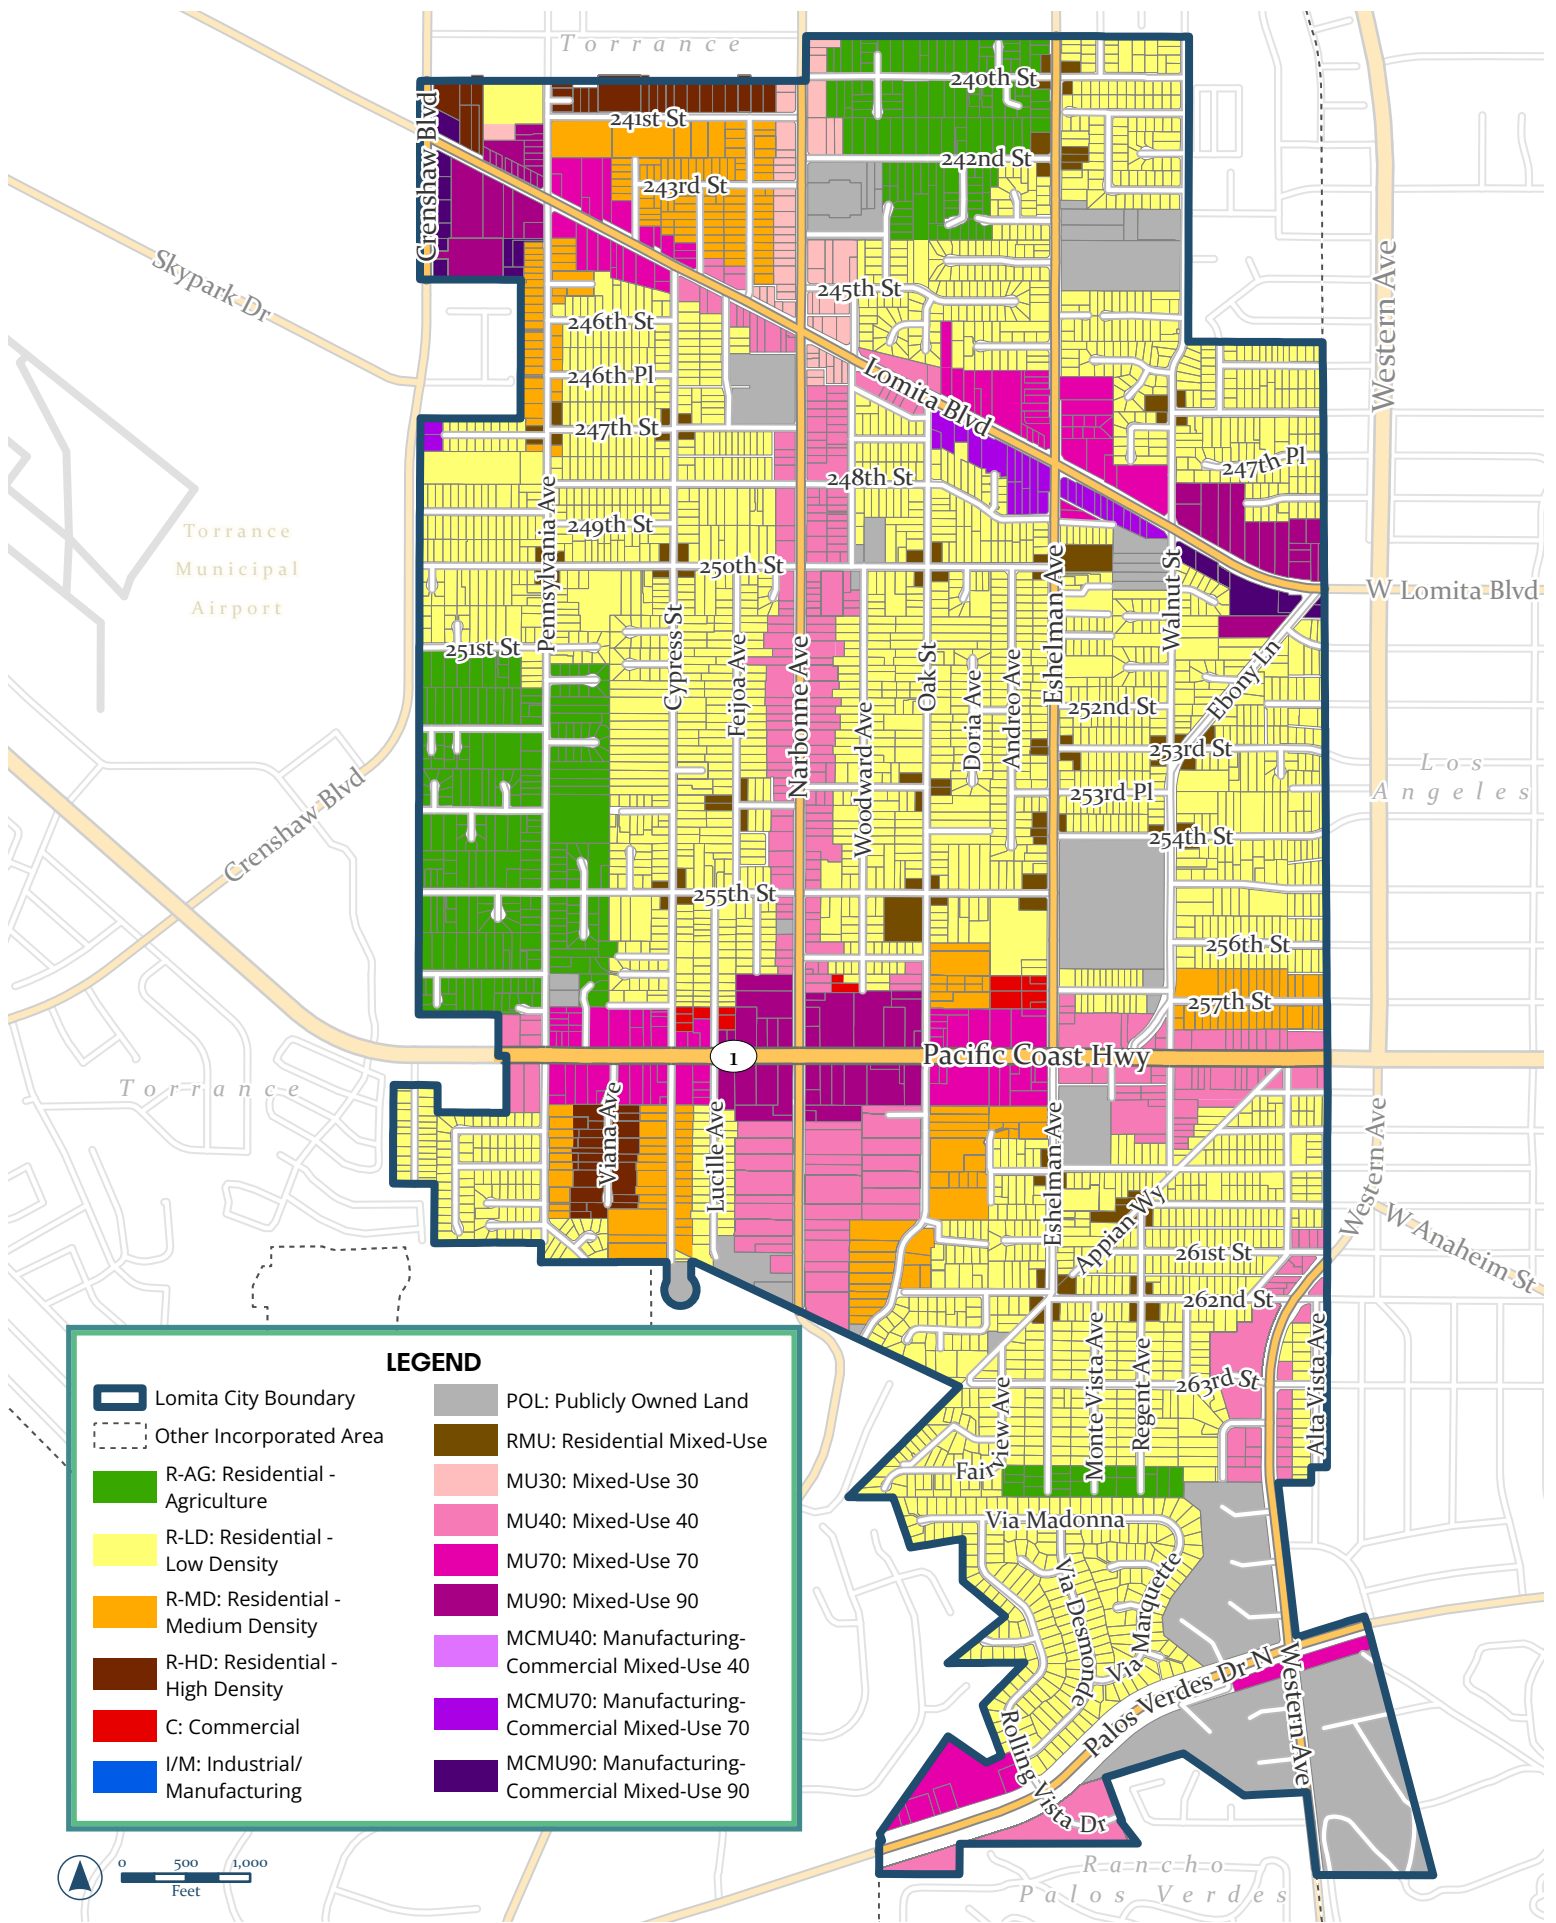 Torrance
240th St
241st St
242nd St
243rd St
Crenshaw Blvd
Skypark Dr
Western Ave
245th St
246th St
246th Pl
Lomita Blvd
247th St
247th Pl
248th St
249th St
Torrance
Municipal
Airport
Pennsylvania Ave
250th St
Eshelman Ave
Walnut St
W Lomita Blvd
251st St
Cypress St
Feijoa Ave
Narbonne Ave
Woodward Ave
Oak St
Doria Ave
Andreo Ave
Ebony Ln
252nd St
253rd St
Los
Angeles
253rd Pl
254th St
Crenshaw Blvd
255th St
256th St
257th St
1
Pacific Coast Hwy
Torrance
Viana Ave
Lucille Ave
Eshelman Ave
Appian Wy
Western Ave
W Anaheim St
261st St
262nd St
263rd St
Monte Vista Ave
Regent Ave
Alta Vista Ave
Fairview Ave
Via Madonna
Via Desmonde
Via Marquette
Palos Verdes Dr N
Western Ave
Rolling Vista Dr
Rancho
Palos Verdes
LEGEND
Lomita City Boundary
Other Incorporated Area
R-AG: Residential -
Agriculture
R-LD: Residential -
Low Density
R-MD: Residential -
Medium Density
R-HD: Residential -
High Density
C: Commercial
I/M: Industrial/
Manufacturing
POL: Publicly Owned Land
RMU: Residential Mixed-Use
MU30: Mixed-Use 30
MU40: Mixed-Use 40
MU70: Mixed-Use 70
MU90: Mixed-Use 90
MCMU40: Manufacturing-
Commercial Mixed-Use 40
MCMU70: Manufacturing-
Commercial Mixed-Use 70
MCMU90: Manufacturing-
Commercial Mixed-Use 90
0 500 1,000
Feet